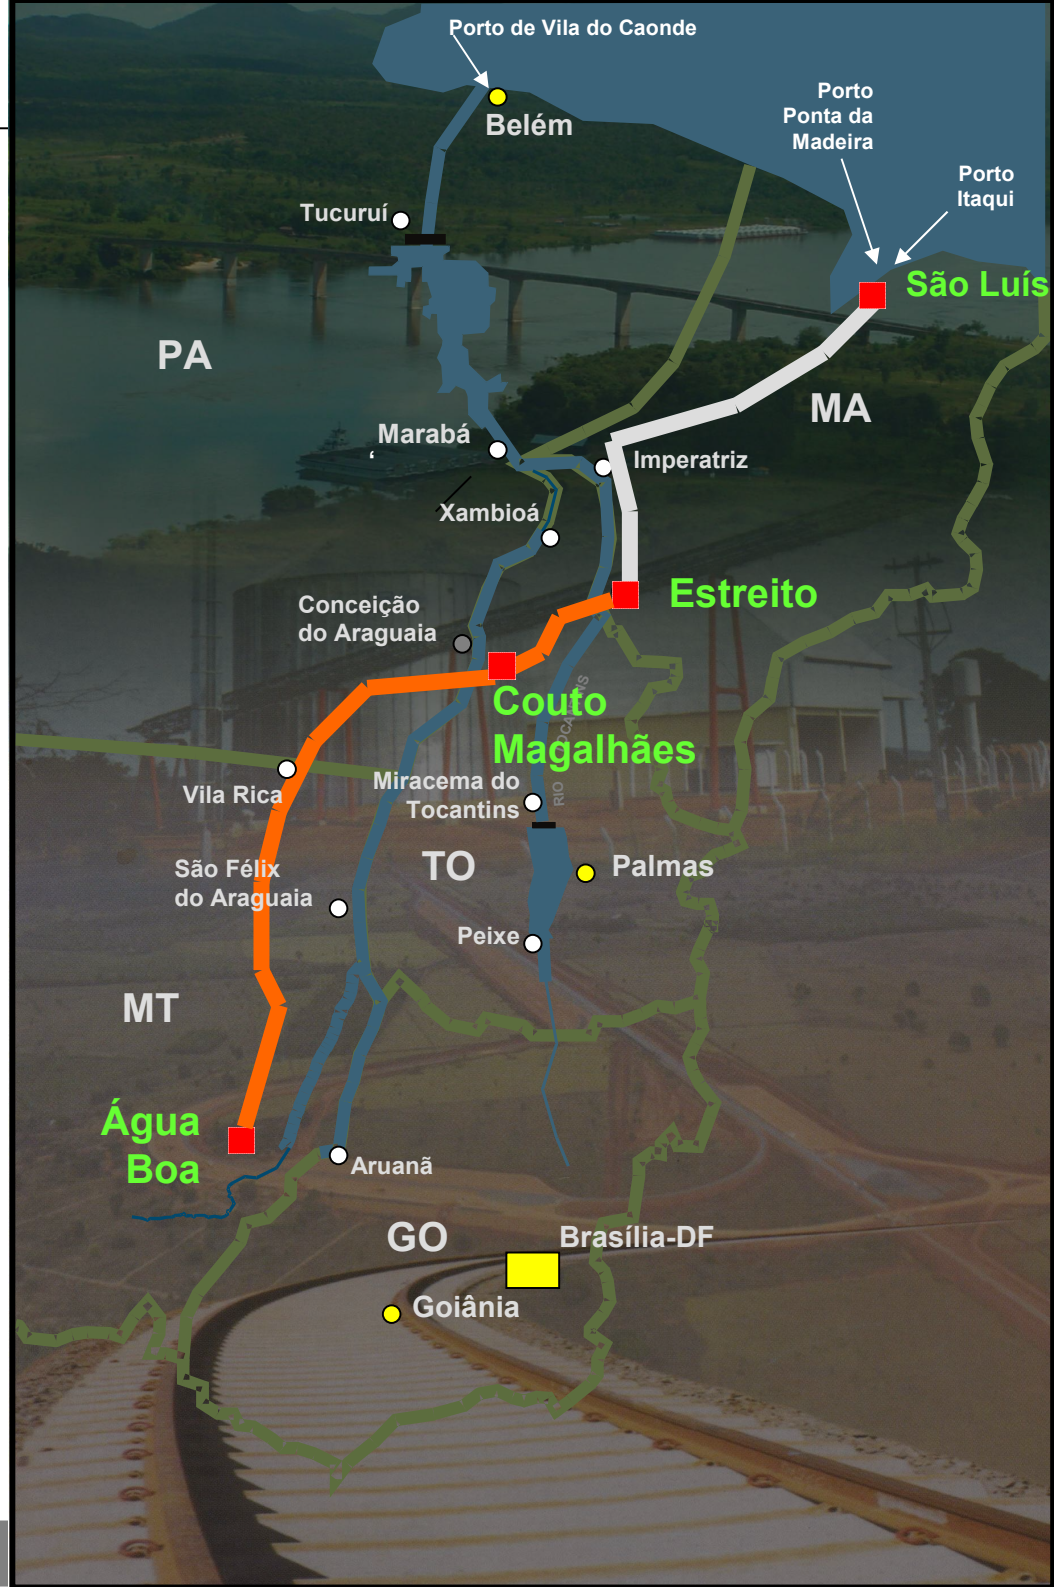 Porto de Vila do Caonde
Belém
Porto
Ponta da
Madeira
Porto
Itaqui
Tucuruí
São Luís
PA
MA
Marabá
‘
Imperatriz
Xambioá
Estreito
Conceição
do Araguaia
Couto
Magalhães
RIO TOCANTINS
Vila Rica
Miracema do
Tocantins
TO
Palmas
São Félix
do Araguaia
Peixe
MT
Água
Boa
Aruanã
GO
Brasília-DF
Goiânia